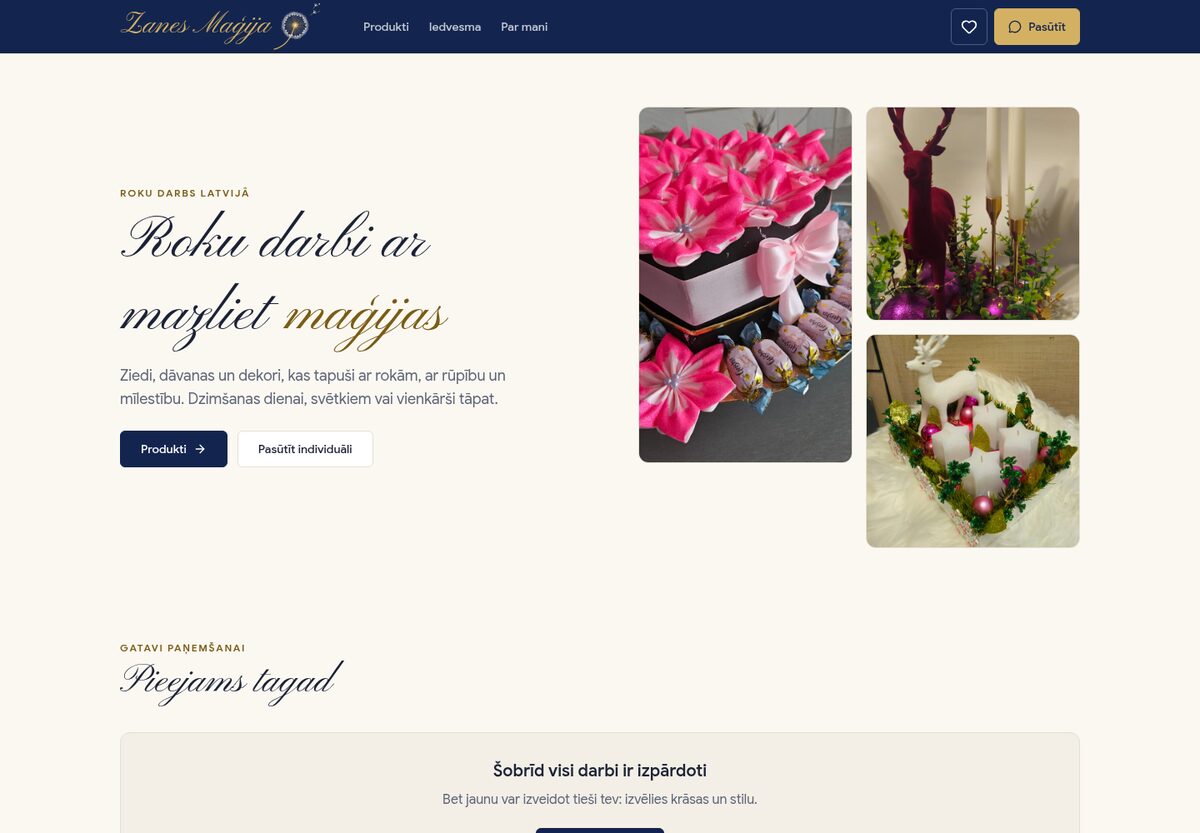 Zanes Maģija
Produkti
Iedvesma
Par mani
Pasūtīt
ROKU DARBS LATVIJĀ
Roku darbi ar
mazliet maģijas
Ziedi, dāvanas un dekori, kas tapuši ar rokām, ar rūpību un
mīlestību. Dzimšanas dienai, svētkiem vai vienkārši tāpat.
Produkti →
Pasūtīt individuāli
GATAVI PAŅEMŠANAI
Pieejams tagad
Šobrīd visi darbi ir izpārdoti
Bet jaunu var izveidot tieši tev: izvēlies krāsas un stilu.